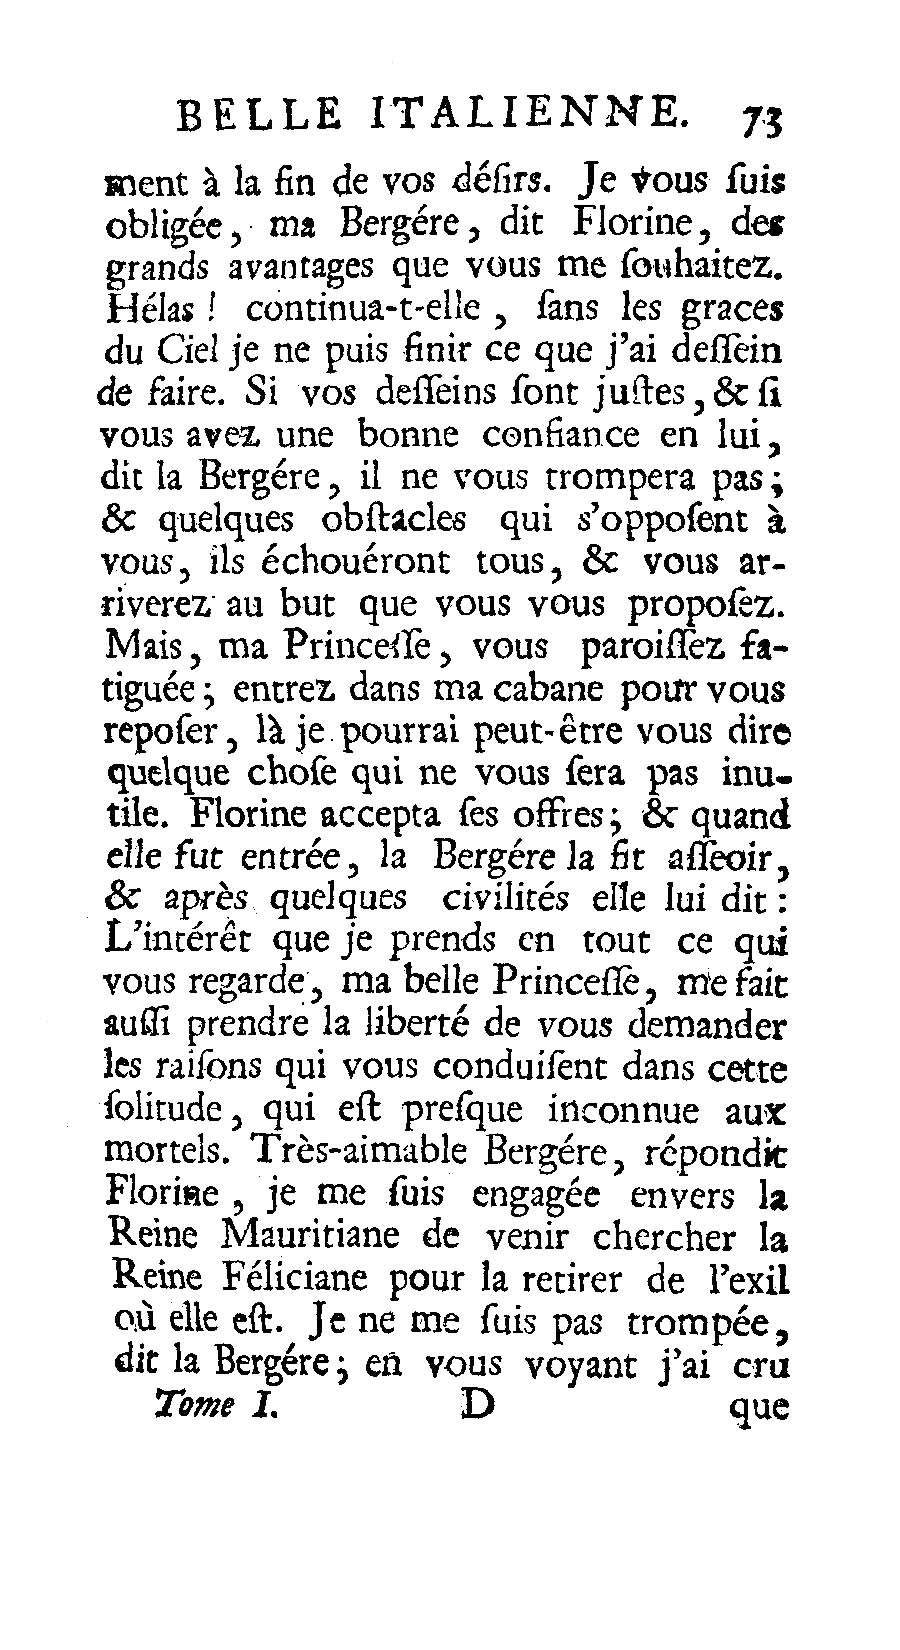 BELLE ITALIENNE. 73
ment à la fin de vos déſirs. Je vous ſuis
obligée, ma Bergére, dit Florine, des
grands avantages que vous me ſouhaitez.
Hélas ! continua-t-elle, ſans les graces
du Ciel je ne puis finir ce que j'ai deſſein
de faire. Si vos deſſeins ſont juſtes, & ſi
vous avez une bonne confiance en lui,
dit la Bergére, il ne vous trompera pas;
& quelques obſtacles qui s'oppoſent à
vous, ils échouéront tous, & vous ar-
riverez au but que vous vous propoſez.
Mais, ma Princeſſe, vous paroiſſez fa-
tiguée; entrez dans ma cabane pour vous
repoſer, là je pourrai peut-être vous dire
quelque choſe qui ne vous ſera pas inu-
tile. Florine accepta ſes offres; & quand
elle fut entrée, la Bergére la fit aſſeoir,
& après quelques civilités elle lui dit :
L'intérêt que je prends en tout ce qui
vous regarde, ma belle Princeſſe, me fait
auſſi prendre la liberté de vous demander
les raiſons qui vous conduiſent dans cette
ſolitude, qui eſt preſque inconnue aux
mortels. Très-aimable Bergére, répondit
Florine, je me ſuis engagée envers la
Reine Mauritiane de venir chercher la
Reine Féliciane pour la retirer de l'exil
où elle eſt. Je ne me ſuis pas trompée,
dit la Bergére; en vous voyant j'ai cru
Tome I. D que